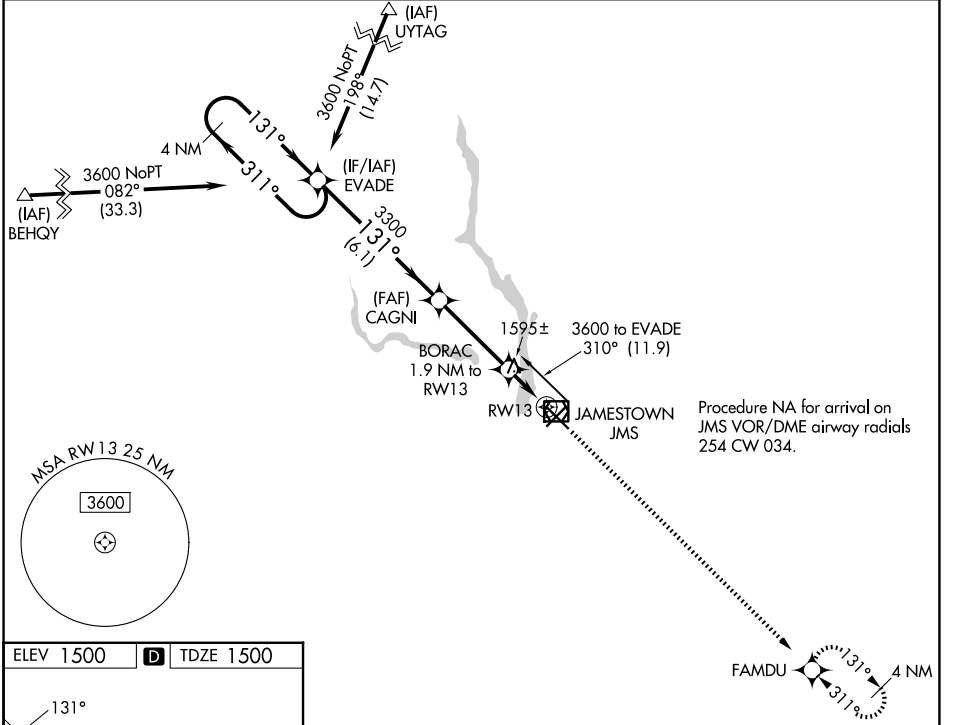 (IAF)
UYTAG
3600 NoPT
198°
(14.7)
131°
4 NM
311°
(IF/IAF)
EVADE
3600 NoPT
082°
(33.3)
(IAF)
BEHQY
3300
131°
(6.1)
(FAF)
CAGNI
1595±
3600 to EVADE
310° (11.9)
BORAC
1.9 NM to
RW13
RW13
JAMESTOWN
JMS
Procedure NA for arrival on
JMS VOR/DME airway radials
254 CW 034.
MSA RW13 25 NM
3600
ELEV 1500
D
TDZE 1500
131°
FAMDU
131°
4 NM
311°